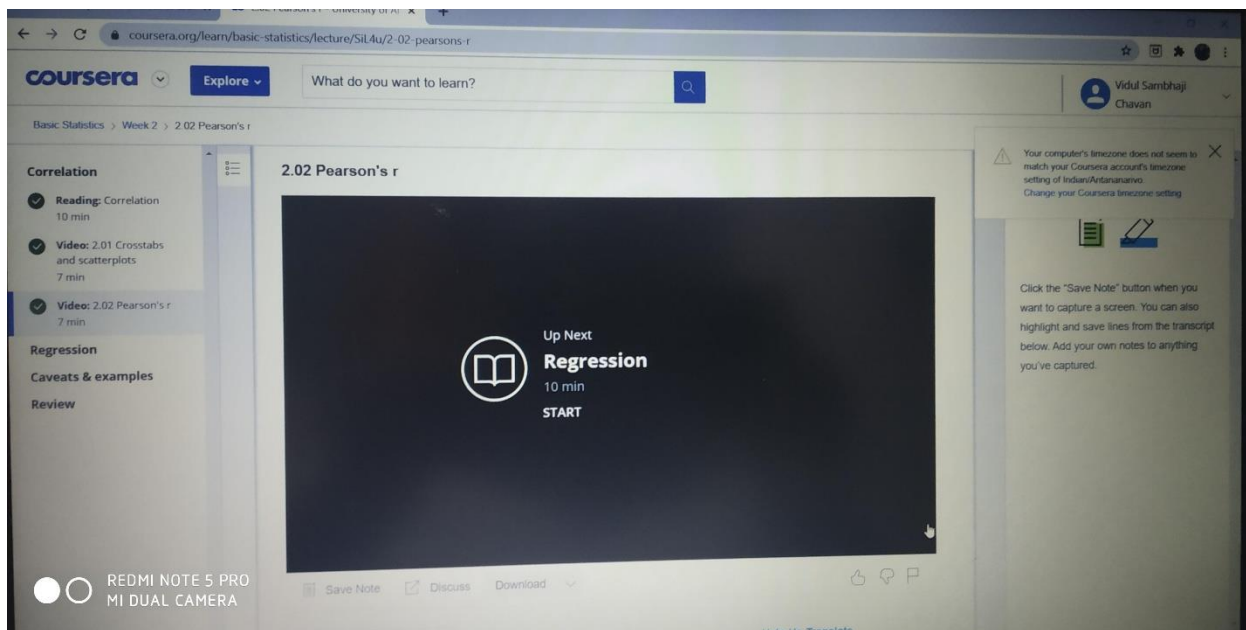 coursera.org/learn/basic-statistics/lecture/SiL4u/2-02-pearsons-r
coursera
Explore
What do you want to learn?
Vidul Sambhaji
Chavan
Basic Statistics > Week 2 > 2.02 Pearson's r
Your computer's timezone does not seem to
match your Coursera account's timezone
setting of Indian/Antananarivo.
Change your Coursera timezone setting
Correlation
Reading: Correlation
10 min
Video: 2.01 Crosstabs
and scatterplots
7 min
Video: 2.02 Pearson's r
7 min
Regression
Caveats & examples
Review
2.02 Pearson's r
Up Next
Regression
10 min
START
Click the "Save Note" button when you
want to capture a screen. You can also
highlight and save lines from the transcript
below. Add your own notes to anything
you've captured.
Save Note
Discuss
Download
REDMI NOTE 5 PRO
MI DUAL CAMERA